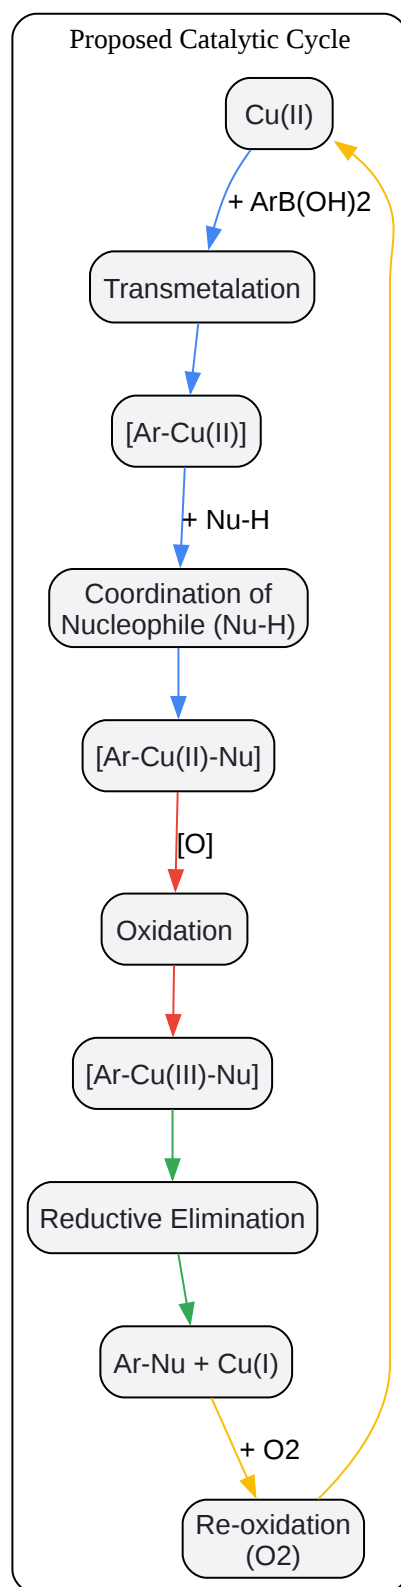 Proposed Catalytic Cycle
Cu(II)
+ ArB(OH)2
Transmetalation
[Ar-Cu(II)]
+ Nu-H
Coordination of
Nucleophile (Nu-H)
[Ar-Cu(II)-Nu]
[O]
Oxidation
[Ar-Cu(III)-Nu]
Reductive Elimination
Ar-Nu + Cu(I)
+ O2
Re-oxidation
(O2)